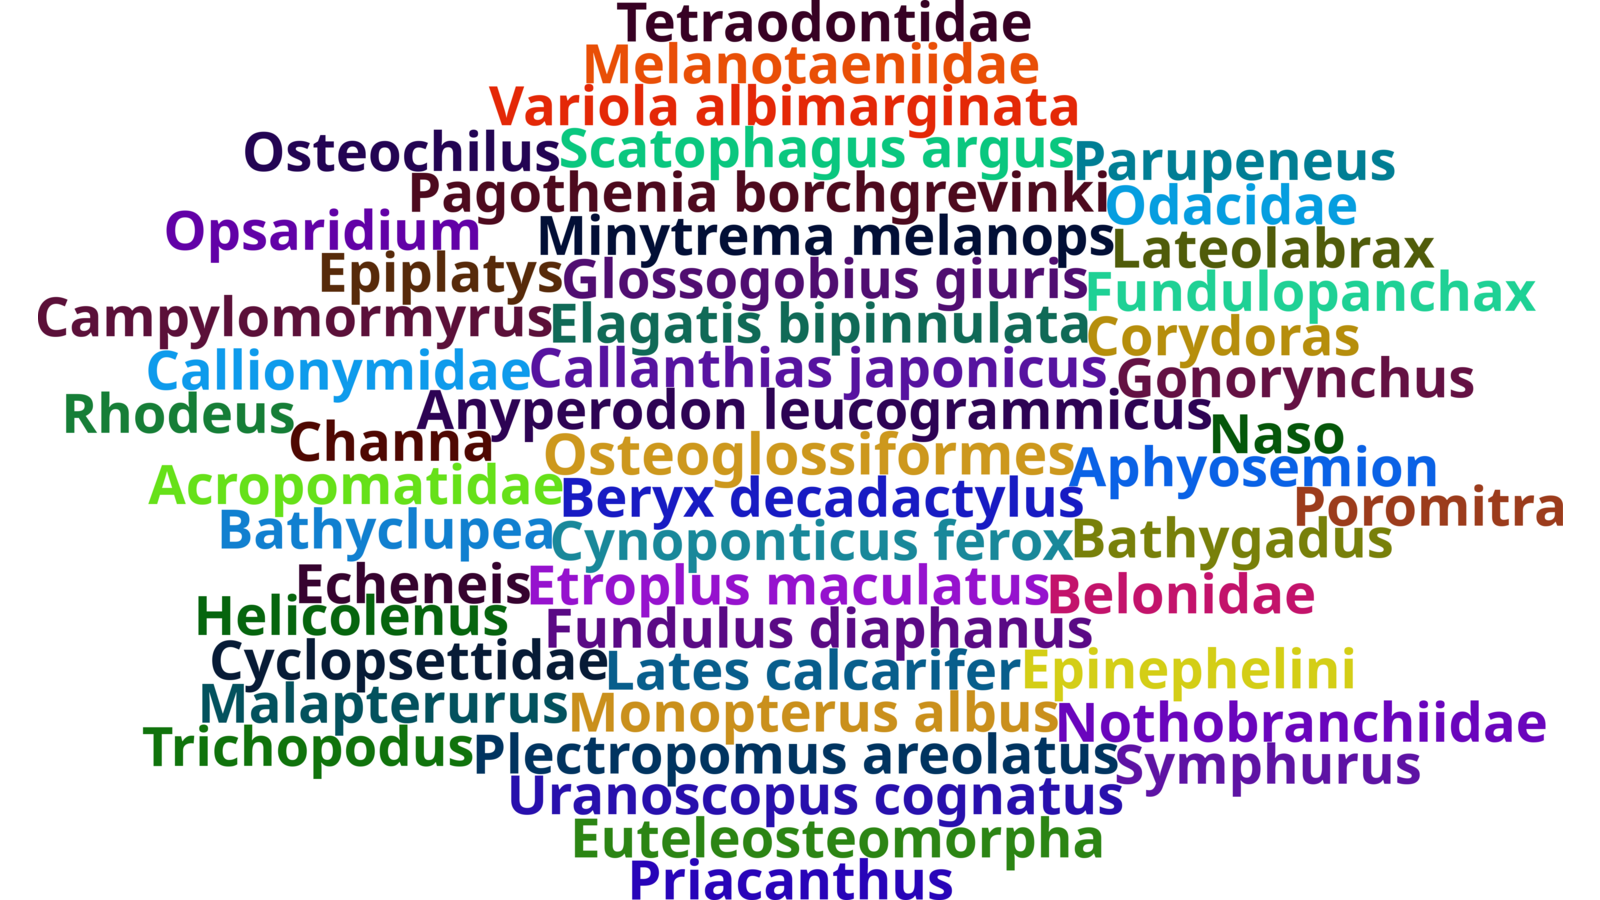 Tetraodontidae
Melanotaeniidae
Variola albimarginata
Osteochilus Scatophagus argus Parupeneus
Pagothenia borchgrevinki Odacidae
Opsaridium Minytrema melanops Lateolabrax
Epiplatys Glossogobius giuris Fundulopanchax
Campylomormyrus Elagatis bipinnulata Corydoras
Callionymidae Callanthias japonicus Gonorynchus
Rhodeus Anyperodon leucogrammicus Naso
Channa Osteoglossiformes Aphyosemion
Acropomatidae Beryx decadactylus Poromitra
Bathyclupea Cynoponticus ferox Bathygadus
Echeneis Etroplus maculatus Belonidae
Helicolenus Fundulus diaphanus
Cyclopsettidae Lates calcarifer Epinephelini
Malapterurus Monopterus albus Nothobranchiidae
Trichopodus Plectropomus areolatus Symphurus
Uranoscopus cognatus
Euteleosteomorpha
Priacanthus